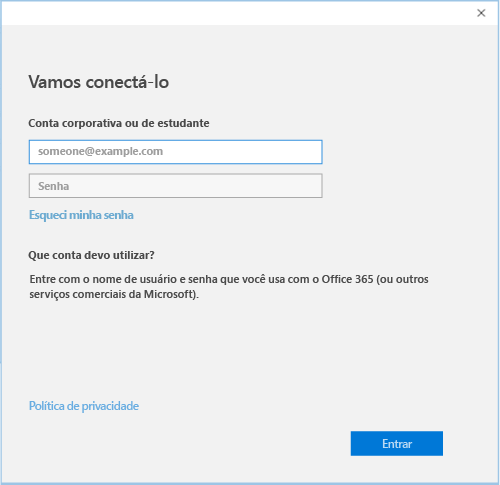 Vamos conectá-lo
Conta corporativa ou de estudante
someone@example.com
Senha
Esqueci minha senha
Que conta devo utilizar?
Entre com o nome de usuário e senha que você usa com o Office 365 (ou outros
serviços comerciais da Microsoft).
Política de privacidade
Entrar